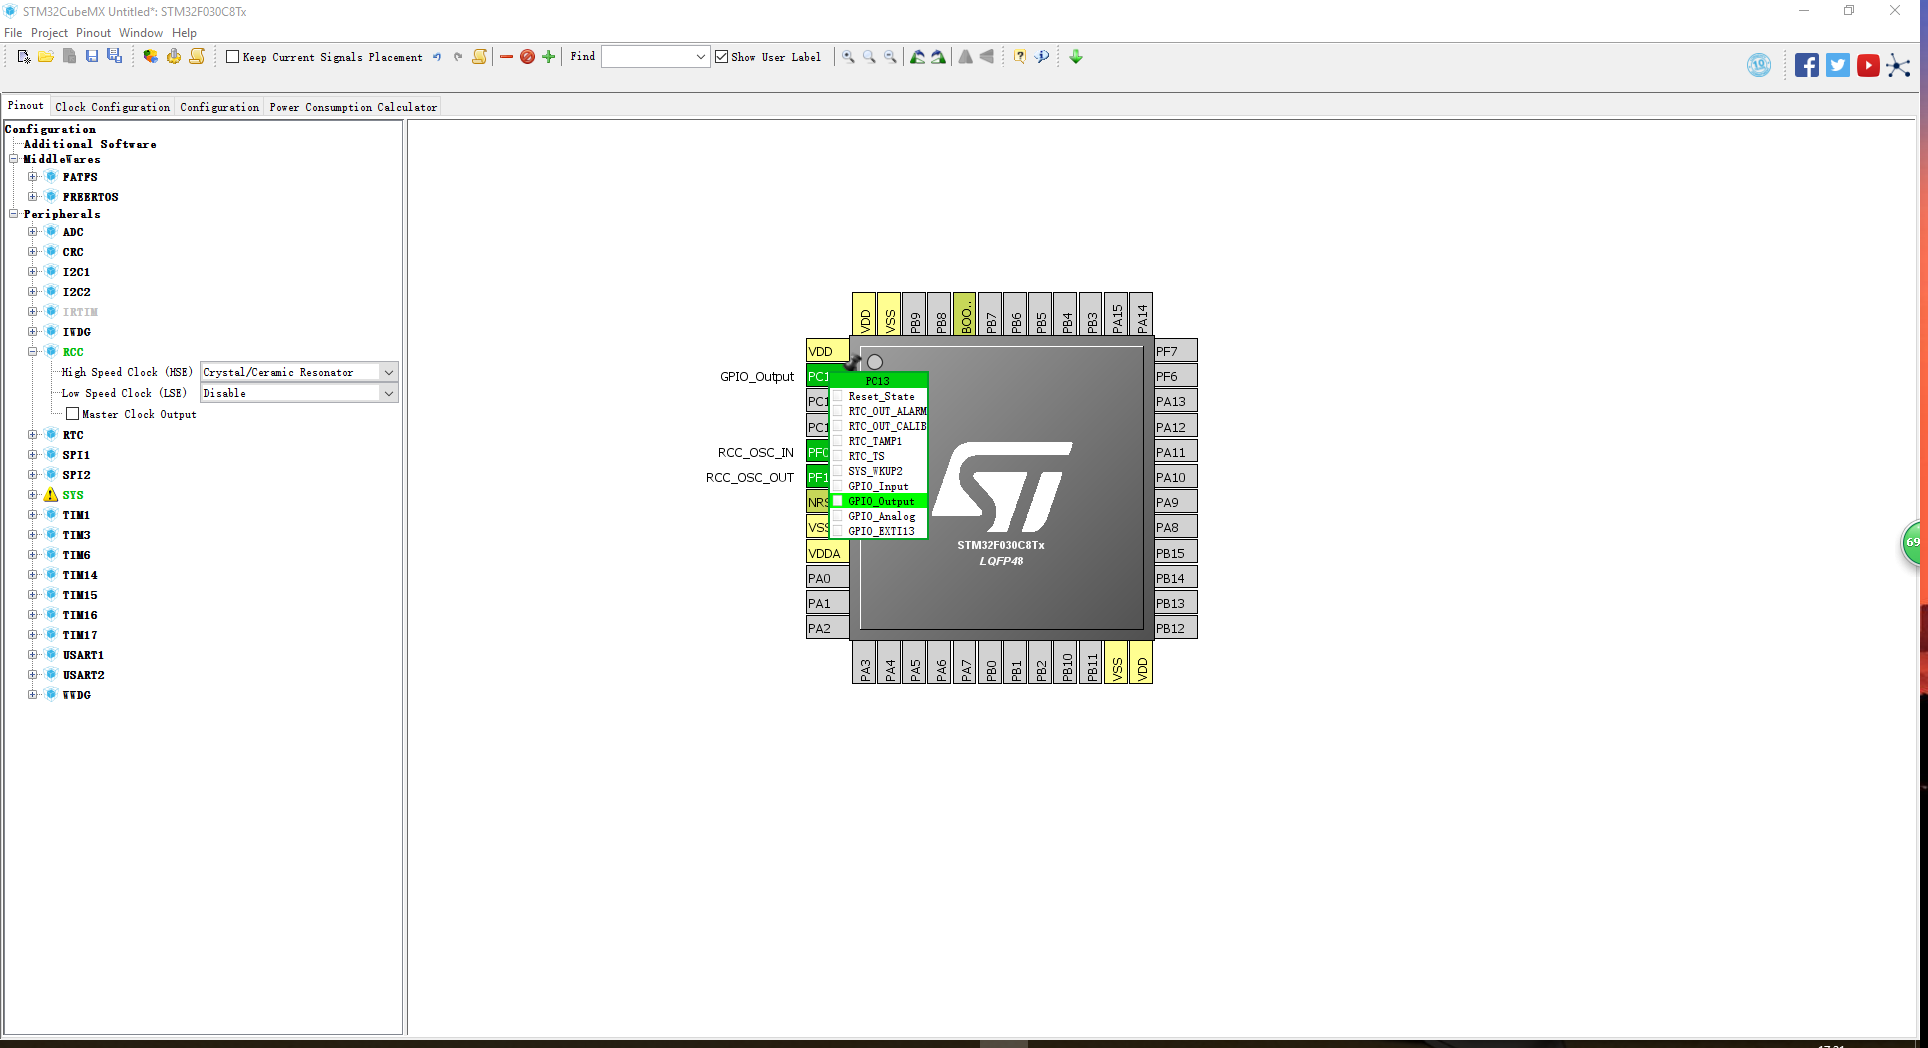 STM32CubeMX Untitled*: STM32F030C8Tx
File Project Pinout Window Help
Keep Current Signals Placement
Find
Show User Label
10
Pinout
Clock Configuration
Configuration
Power Consumption Calculator
Configuration
Additional Software
MiddleWares
FATFS
FREERTOS
Peripherals
ADC
CRC
I2C1
I2C2
IRTIM
IWDG
RCC
High Speed Clock (HSE) Crystal/Ceramic Resonator
Low Speed Clock (LSE) Disable
Master Clock Output
RTC
SPI1
SPI2
SYS
TIM1
TIM3
TIM6
TIM14
TIM15
TIM16
TIM17
USART1
USART2
WWDG
VDD
VSS
PB9
PB8
BOO..
PB7
PB6
PB5
PB4
PB3
PA15
PA14
VDD
GPIO_Output PC1
PC1
PC1
RCC_OSC_IN PF0
RCC_OSC_OUT PF1
NRS
VSS
VDDA
PA0
PA1
PA2
PC13
Reset_State
RTC_OUT_ALARM
RTC_OUT_CALIB
RTC_TAMP1
RTC_TS
SYS_WKUP2
GPIO_Input
GPIO_Output
GPIO_Analog
GPIO_EXTI13
ST
STM32F030C8Tx
LQFP48
PF7
PF6
PA13
PA12
PA11
PA10
PA9
PA8
PB15
PB14
PB13
PB12
PA3
PA4
PA5
PA6
PA7
PB0
PB1
PB2
PB10
PB11
VSS
VDD
69